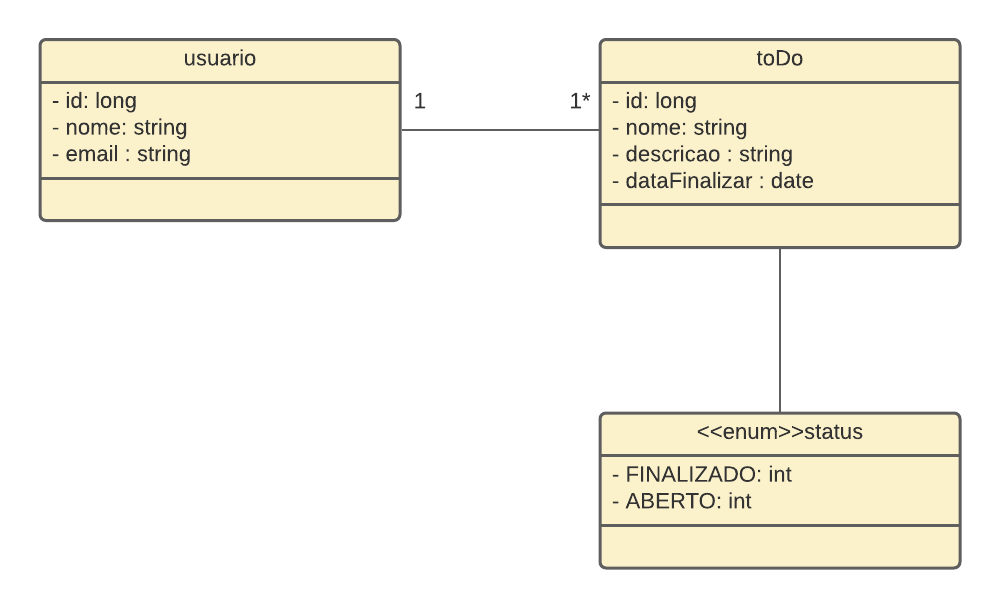 usuario
- id: long
- nome: string
- email : string
1
1*
toDo
- id: long
- nome: string
- descricao : string
- dataFinalizar : date
<<enum>>status
- FINALIZADO: int
- ABERTO: int